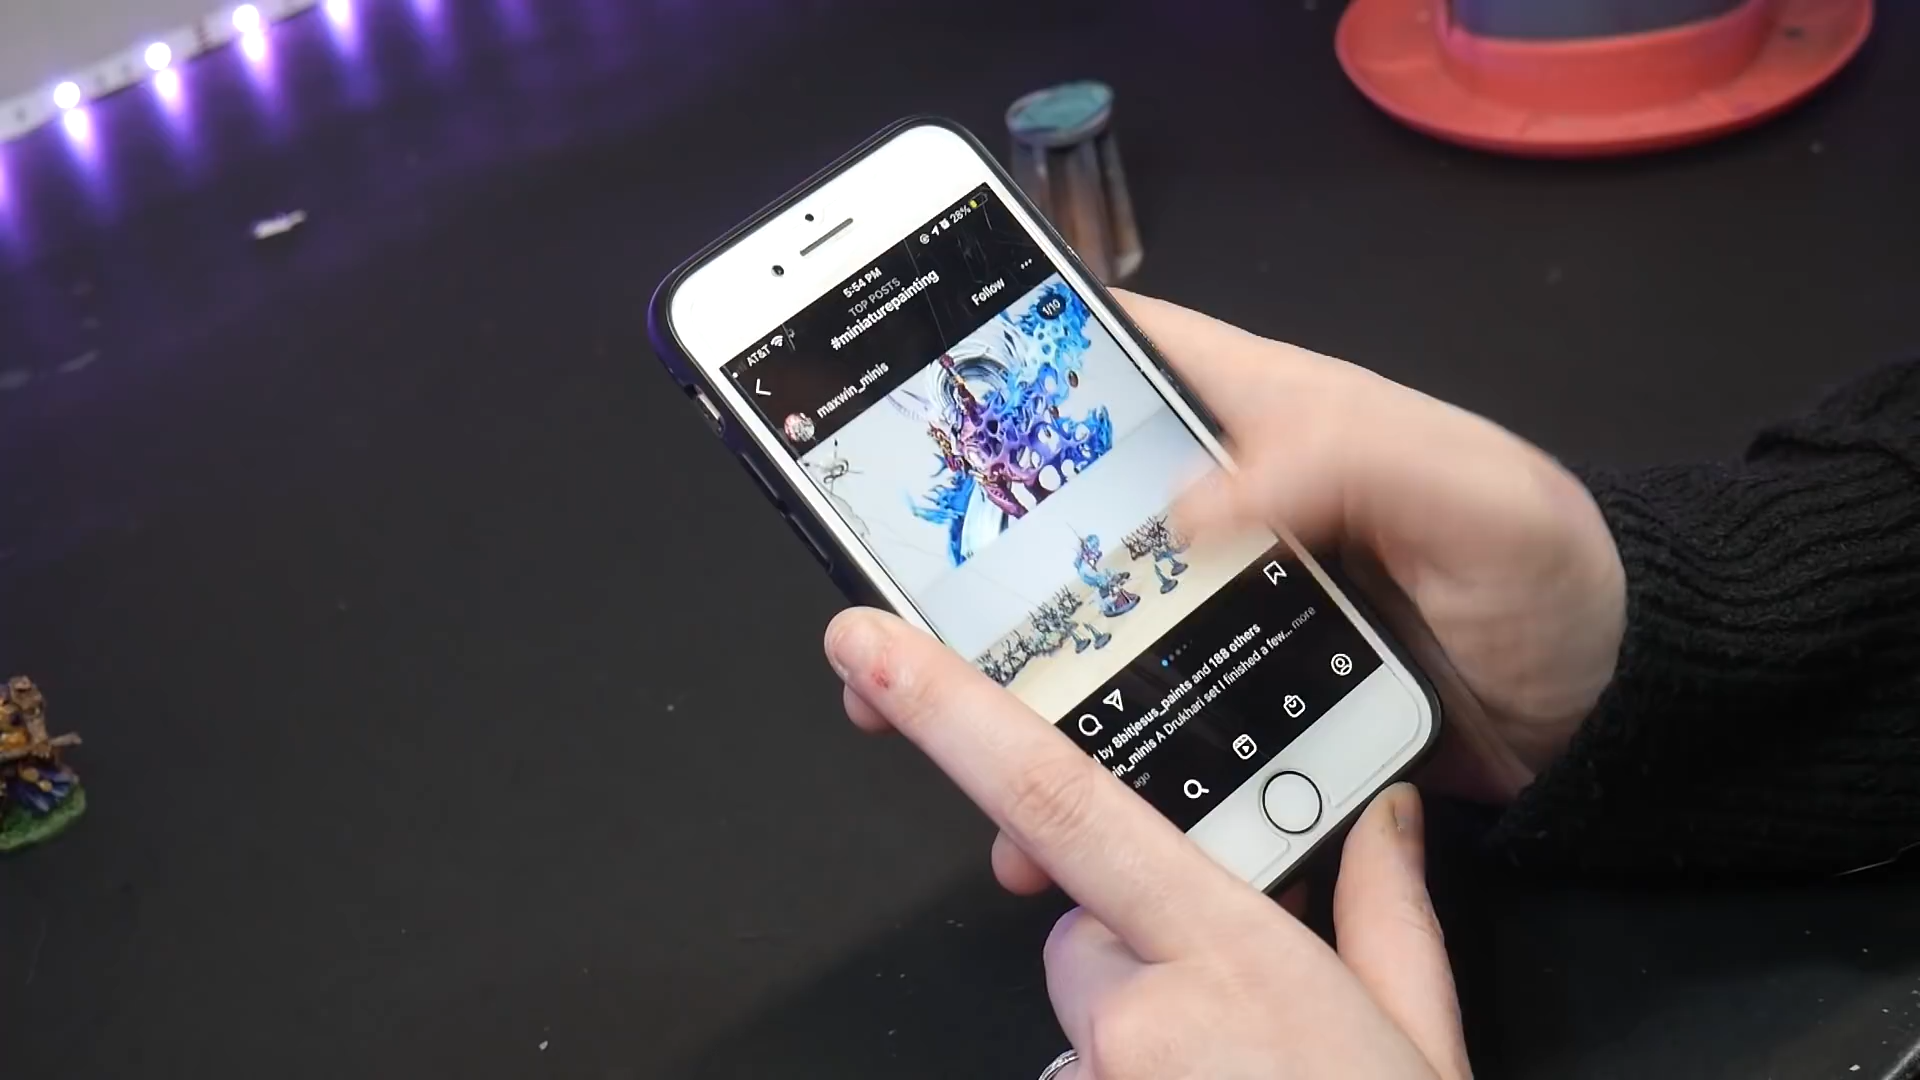 AT&T 5:54 PM 28%
TOP POSTS
#miniaturepainting
Follow
maxwin_minis
1/10
by 8bitjesus_paints and 188 others
in_minis A Drukhari set I finished a few... more
ago